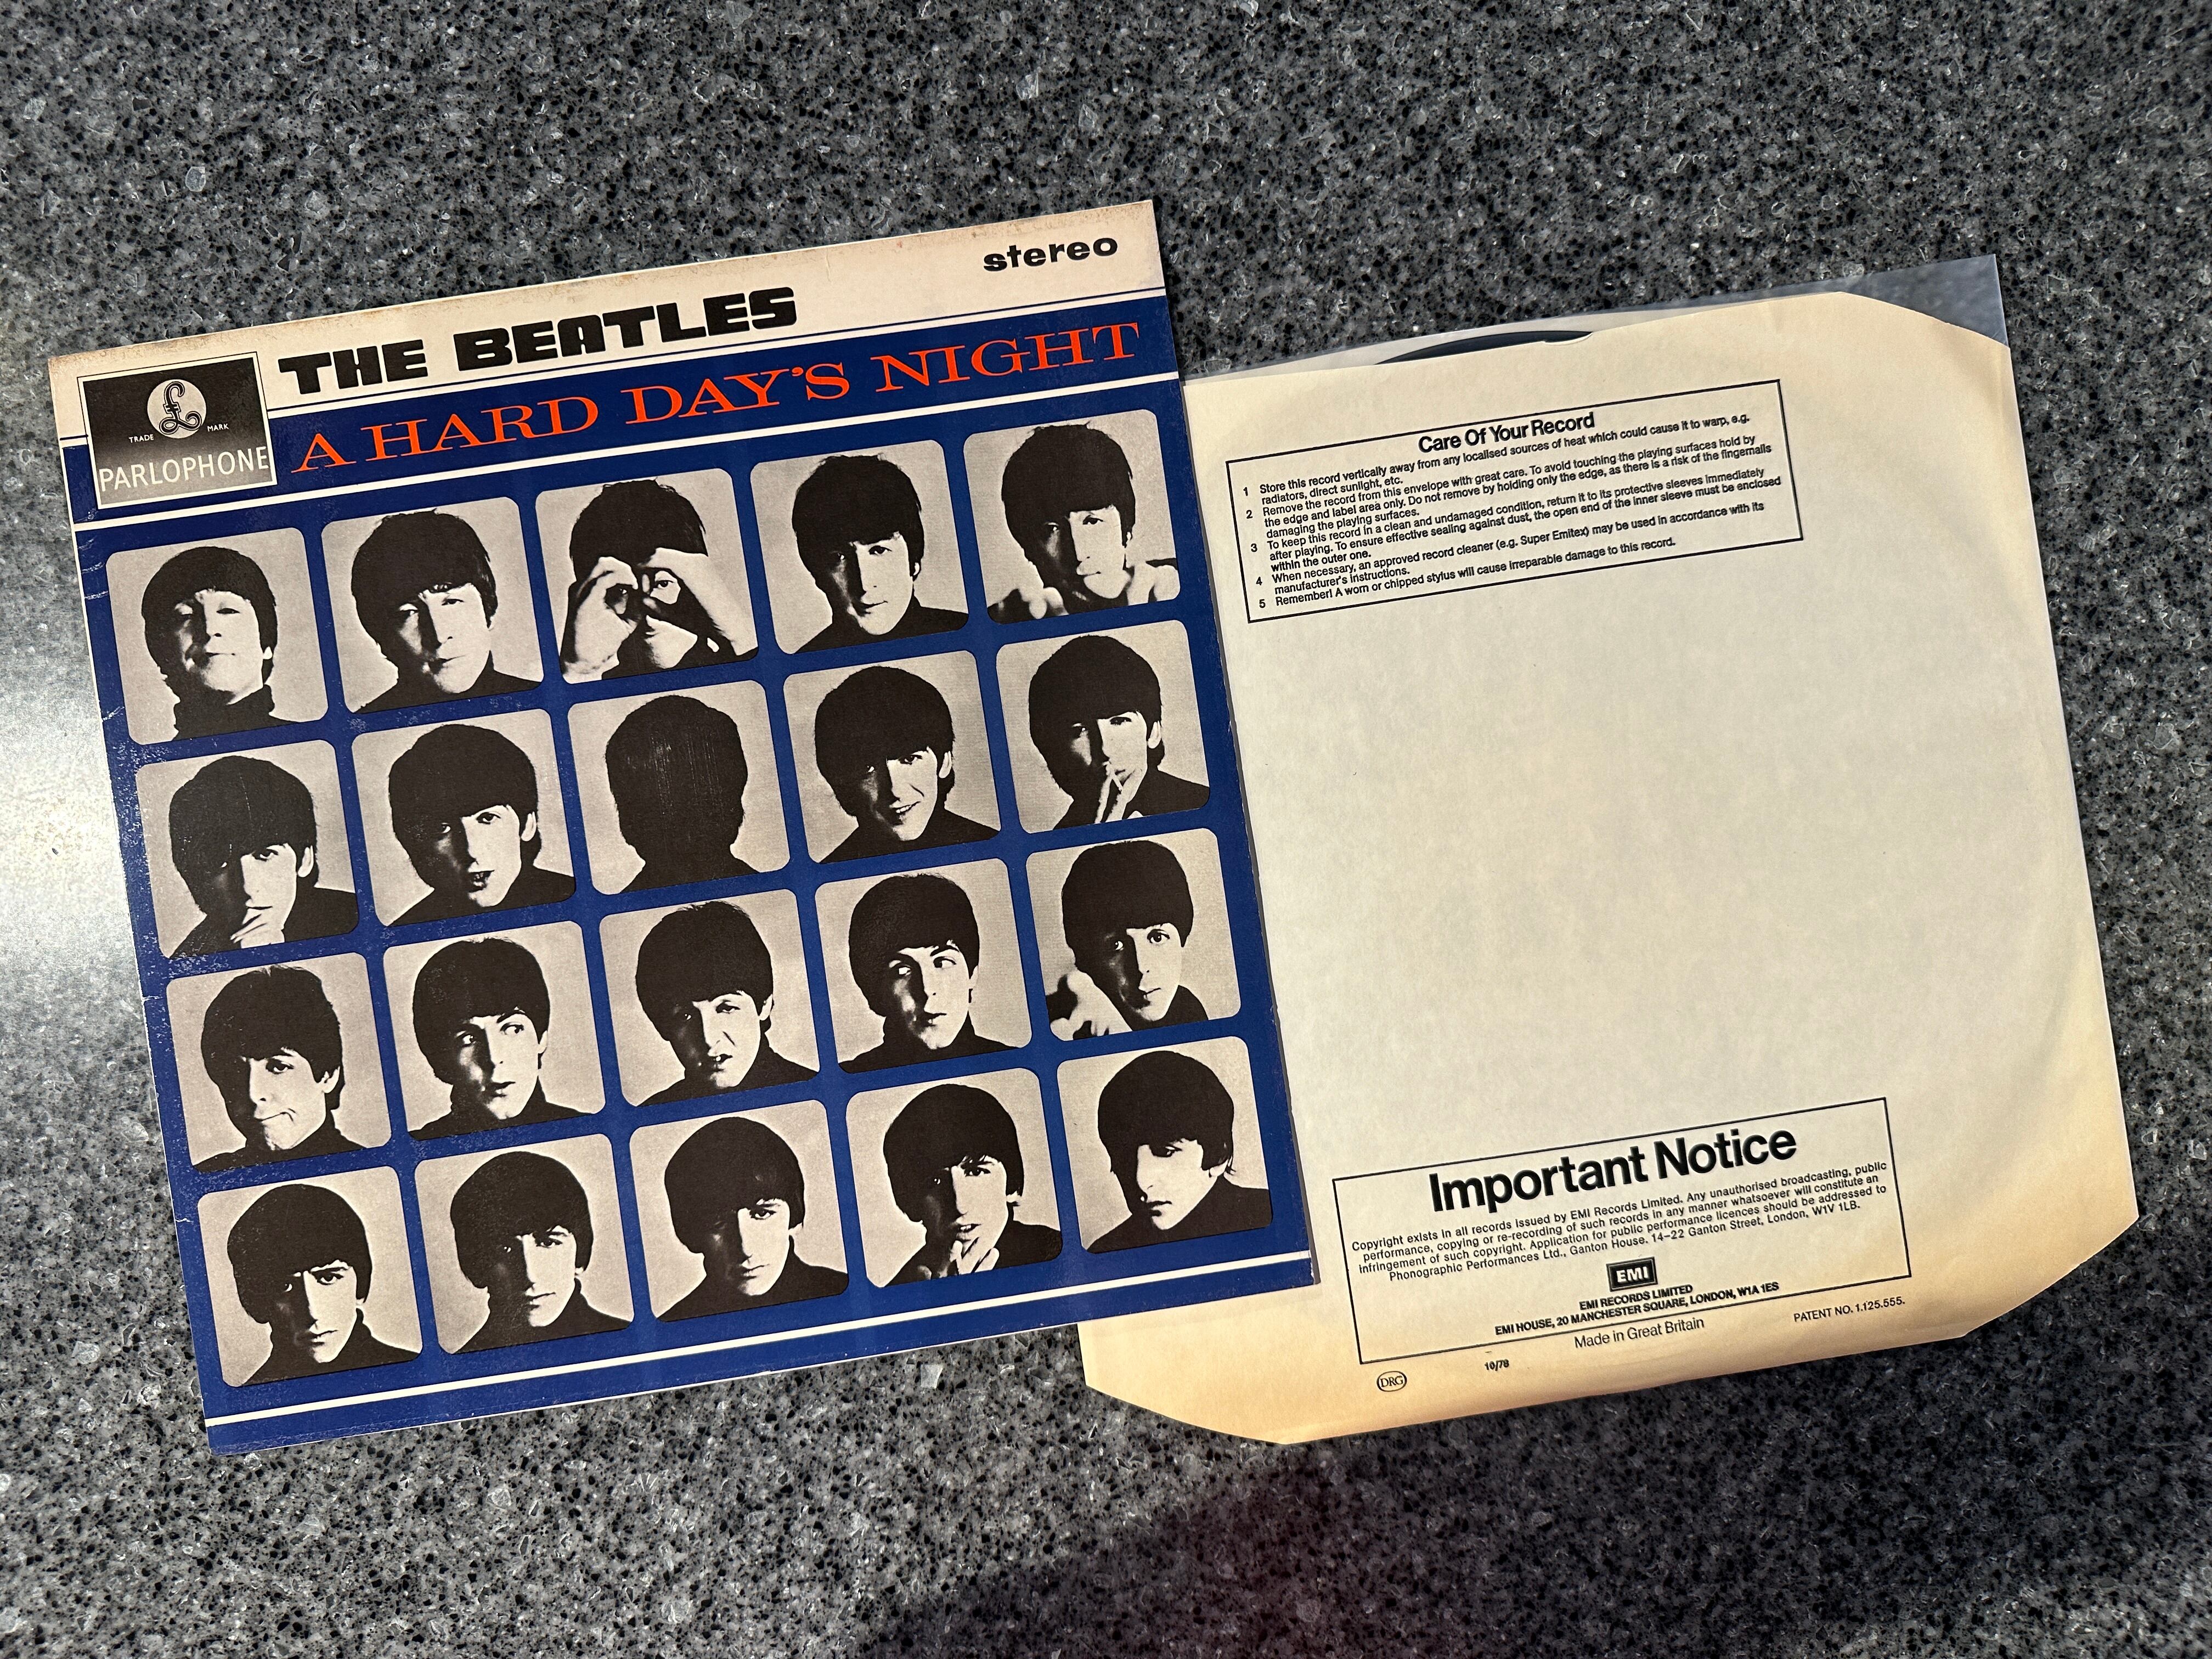 stereo
THE BEATLES
A HARD DAY'S NIGHT
£
TRADE MARK
PARLOPHONE
Care Of Your Record
1 Store this record vertically away from any localised sources of heat which could cause it to warp, e.g.
radiators, direct sunlight, etc.
2 Remove the record from this envelope with great care. To avoid touching the playing surfaces hold by
the edge and label area only. Do not remove by holding only the edge, as there is a risk of the fingernails
damaging the playing surfaces.
3 To keep this record in a clean and undamaged condition, return it to its protective sleeves immediately
after playing. To ensure effective sealing against dust, the open end of the inner sleeve must be enclosed
within the outer one.
4 When necessary, an approved record cleaner (e.g. Super Emitex) may be used in accordance with its
manufacturer's instructions.
5 Remember! A worn or chipped stylus will cause irreparable damage to this record.
Important Notice
Copyright exists in all records issued by EMI Records Limited. Any unauthorised broadcasting, public
performance, copying or re-recording of such records in any manner whatsoever will constitute an
infringement of such copyright. Application for public performance licences should be addressed to
Phonographic Performances Ltd., Ganton House. 14–22 Ganton Street, London, W1V 1LB.
EMI
EMI RECORDS LIMITED
EMI HOUSE, 20 MANCHESTER SQUARE, LONDON, W1A 1ES
Made in Great Britain
PATENT NO. 1.125.555.
DRG
10/78